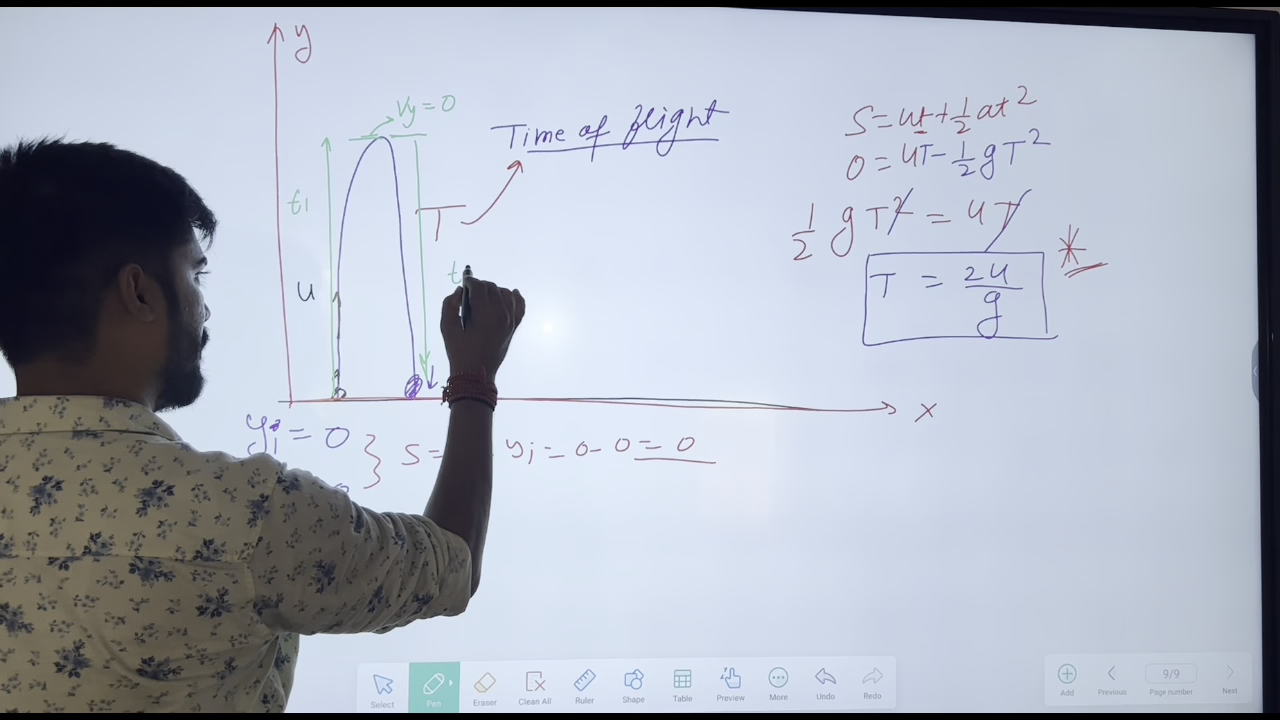 y
Vy = 0
Time of flight
t1
T
u
t
x
yi = 0
0
} S = yi = 0 - 0 = 0
S = ut + 1/2 at²
0 = uT - 1/2 gT²
1/2 gT² = uT
T = 2u/g *
Select
Pen
Eraser
Clean All
Ruler
Shape
Table
Preview
More
Undo
Redo
Add
Previous
9/9
Page number
Next